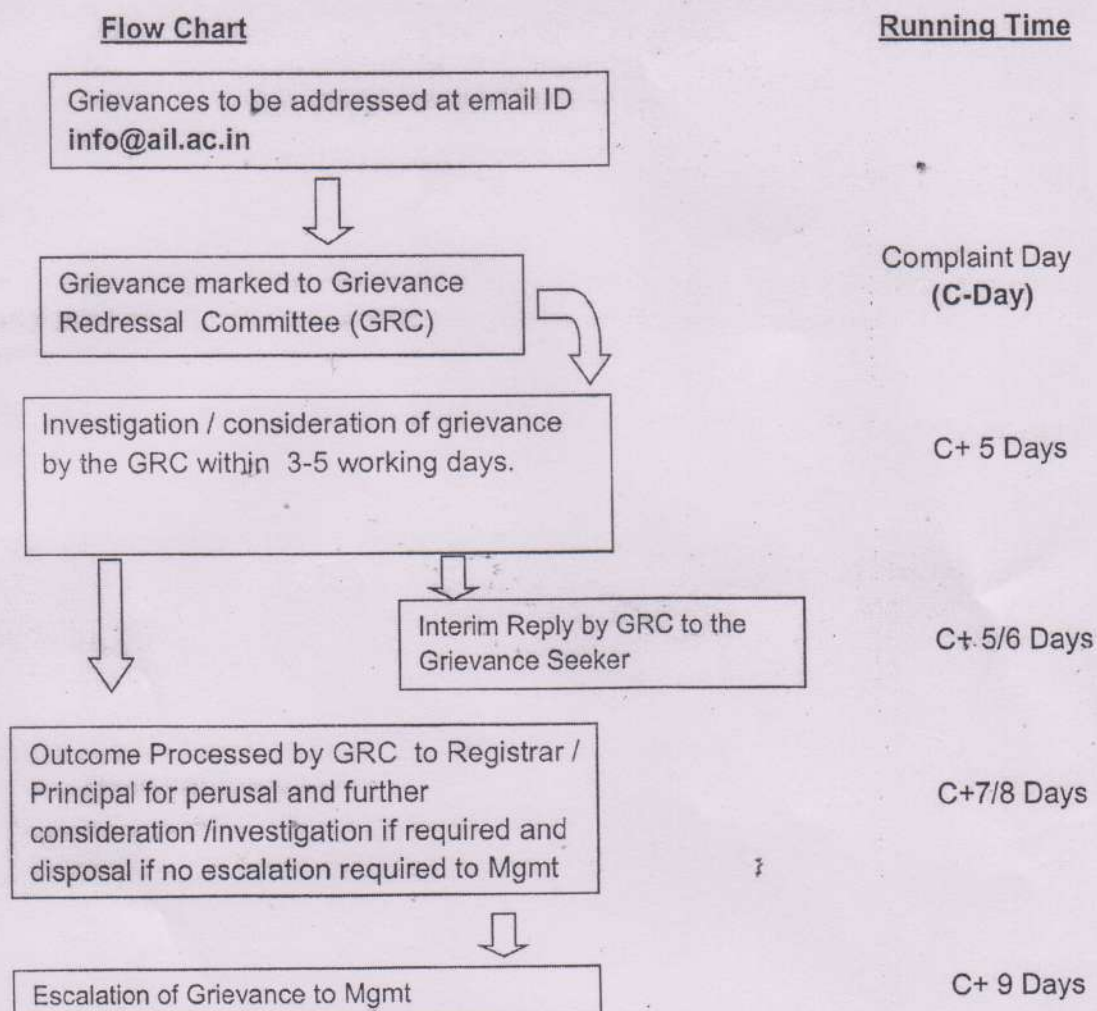 Flow Chart
Running Time
Grievances to be addressed at email ID
info@ail.ac.in
Grievance marked to Grievance
Redressal Committee (GRC)
Complaint Day
(C-Day)
Investigation / consideration of grievance
by the GRC within 3-5 working days.
C+ 5 Days
Interim Reply by GRC to the
Grievance Seeker
C+ 5/6 Days
Outcome Processed by GRC to Registrar /
Principal for perusal and further
consideration /investigation if required and
disposal if no escalation required to Mgmt
C+7/8 Days
Escalation of Grievance to Mgmt
C+ 9 Days